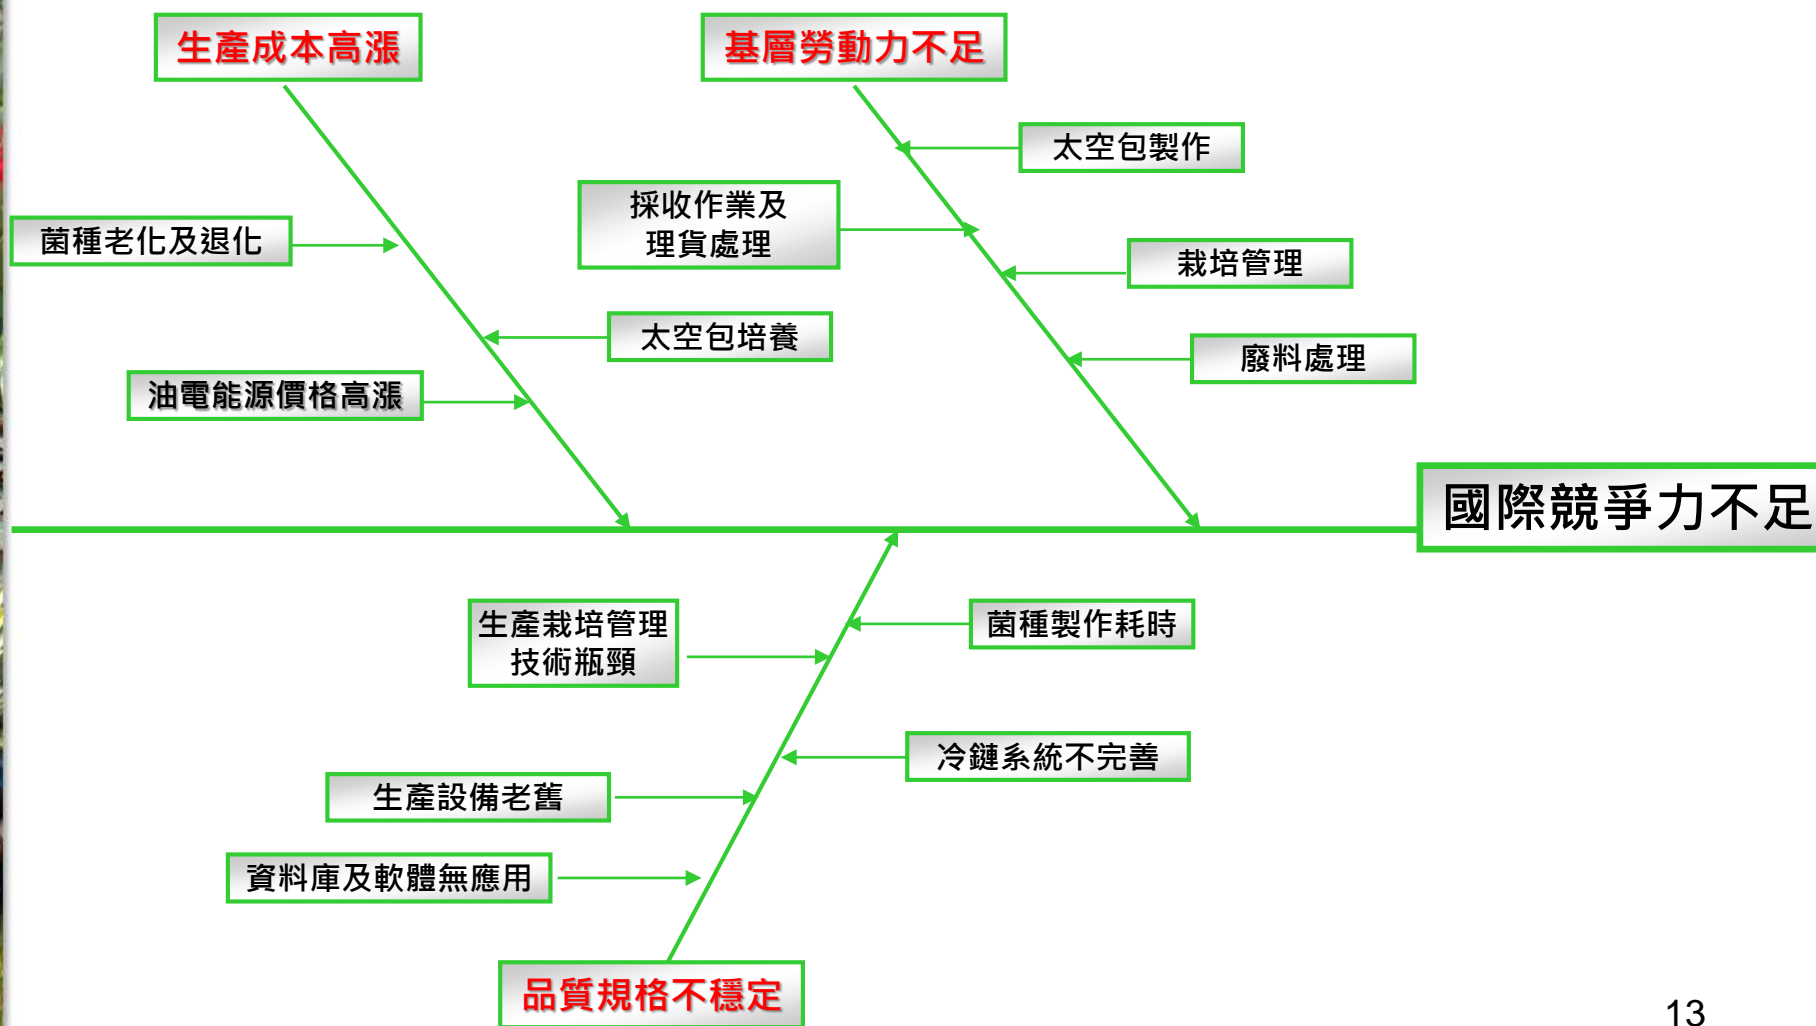 生產成本高漲
基層勞動力不足
太空包製作
採收作業及
理貨處理
菌種老化及退化
栽培管理
太空包培養
廢料處理
油電能源價格高漲
國際競爭力不足
生產栽培管理
技術瓶頸
菌種製作耗時
冷鏈系統不完善
生產設備老舊
資料庫及軟體無應用
品質規格不穩定
13